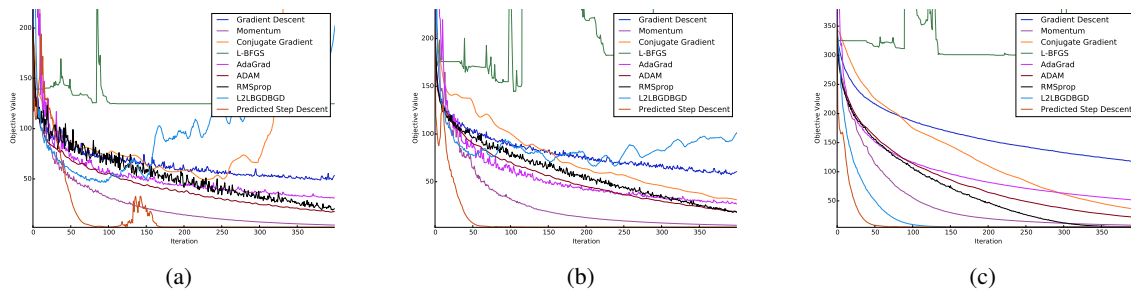 200
150
100
50
Objective Value
0
50
100
150
200
250
300
350
Iteration
Gradient Descent
Momentum
Conjugate Gradient
L-BFGS
AdaGrad
ADAM
RMSprop
L2LBGDBGD
Predicted Step Descent
(a)
200
150
100
50
Objective Value
0
50
100
150
200
250
300
350
Iteration
Gradient Descent
Momentum
Conjugate Gradient
L-BFGS
AdaGrad
ADAM
RMSprop
L2LBGDBGD
Predicted Step Descent
(b)
350
300
250
200
150
100
50
Objective Value
0
50
100
150
200
250
300
350
Iteration
Gradient Descent
Momentum
Conjugate Gradient
L-BFGS
AdaGrad
ADAM
RMSprop
L2LBGDBGD
Predicted Step Descent
(c)